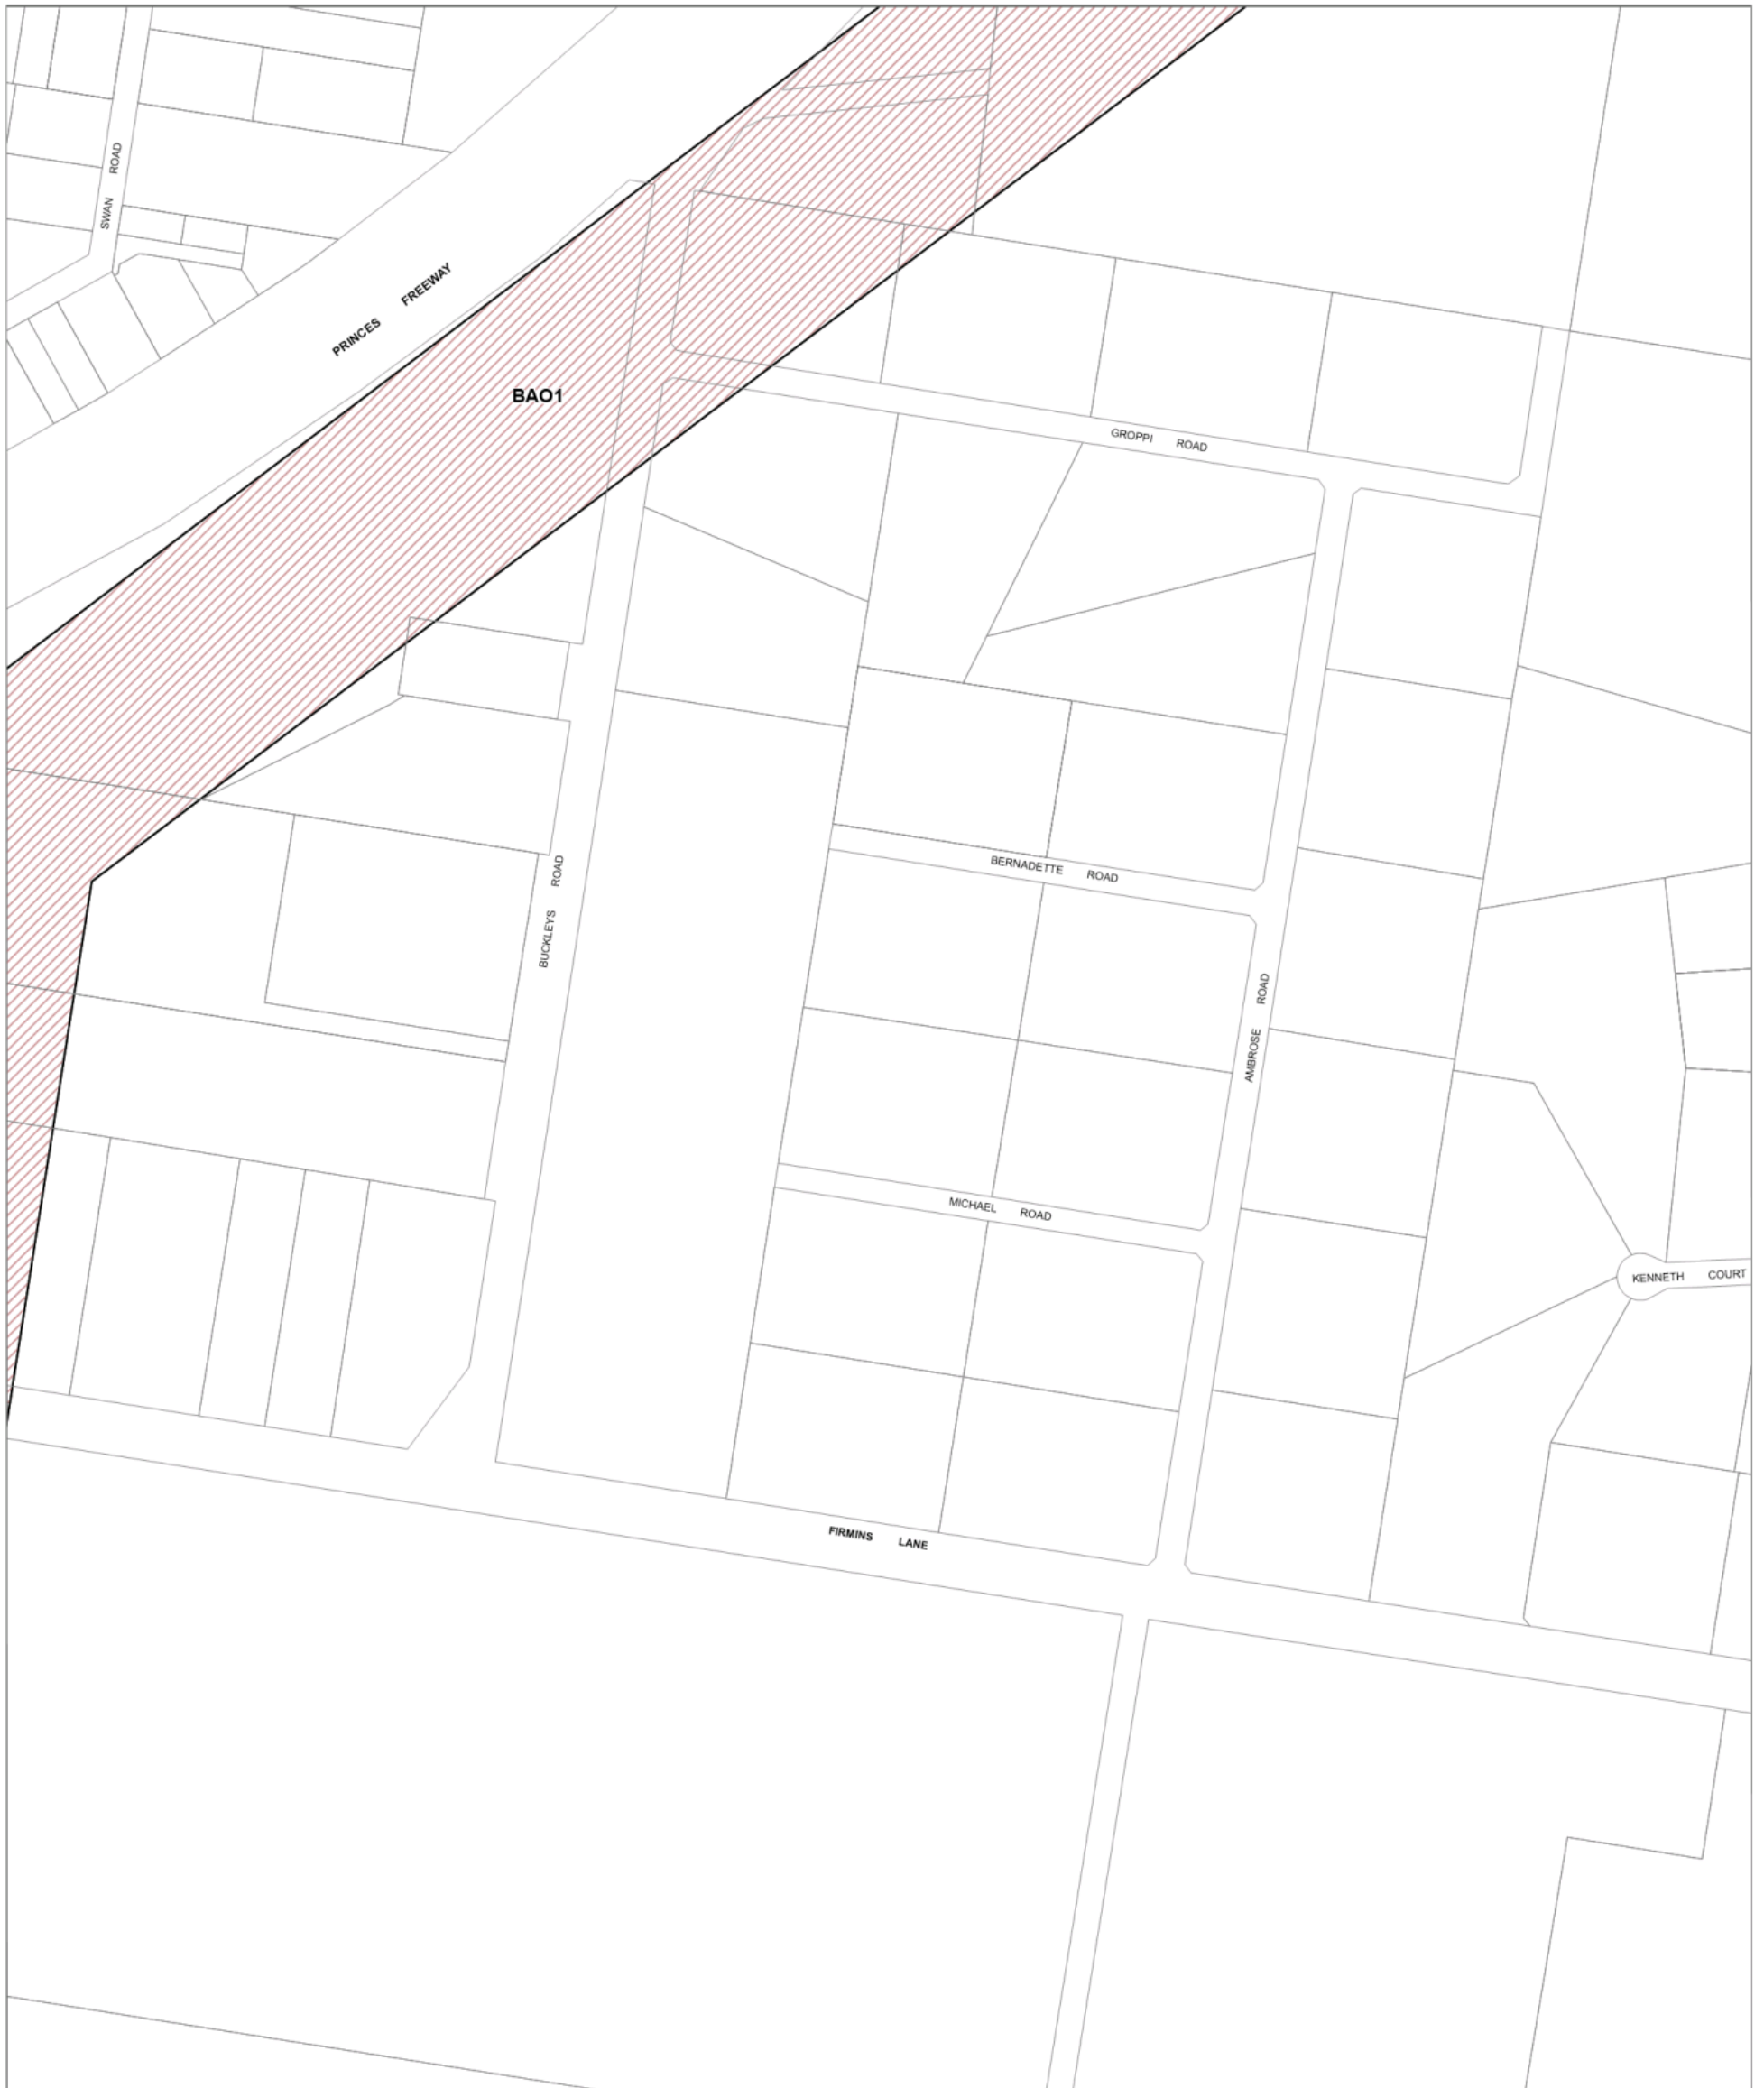 SWAN ROAD
PRINCES FREEWAY
BAO1
GROPPI ROAD
BUCKLEYS ROAD
BERNADETTE ROAD
AMBROSE ROAD
MICHAEL ROAD
KENNETH COURT
FIRMINS LANE